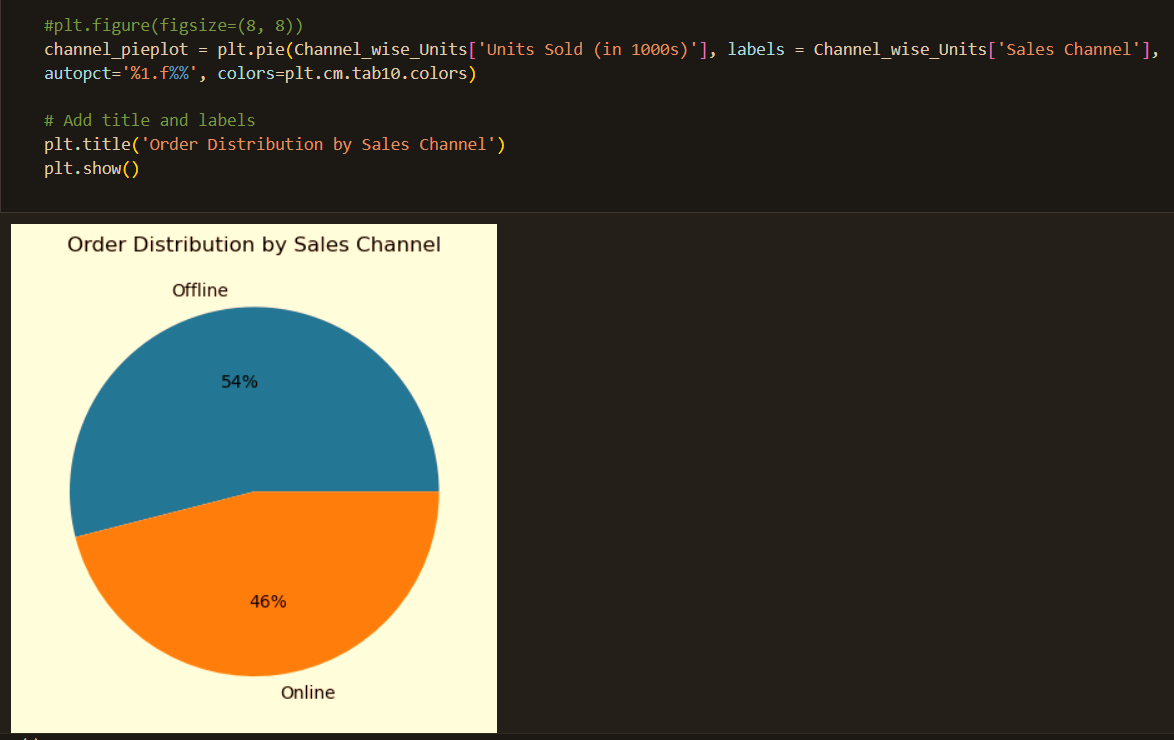 #plt.figure(figsize=(8, 8))
channel_pieplot = plt.pie(Channel_wise_Units['Units Sold (in 1000s)'], labels = Channel_wise_Units['Sales Channel'],
autopct='%1.f%%', colors=plt.cm.tab10.colors)
# Add title and labels
plt.title('Order Distribution by Sales Channel')
plt.show()
Order Distribution by Sales Channel
Offline
54%
46%
Online